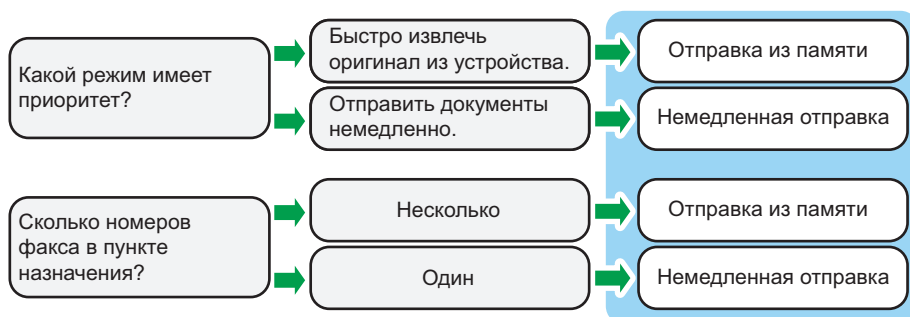 Какой режим имеет
приоритет?
Быстро извлечь
оригинал из устройства.
Отправка из памяти
Отправить документы
немедленно.
Немедленная отправка
Сколько номеров
факса в пункте
назначения?
Несколько
Отправка из памяти
Один
Немедленная отправка